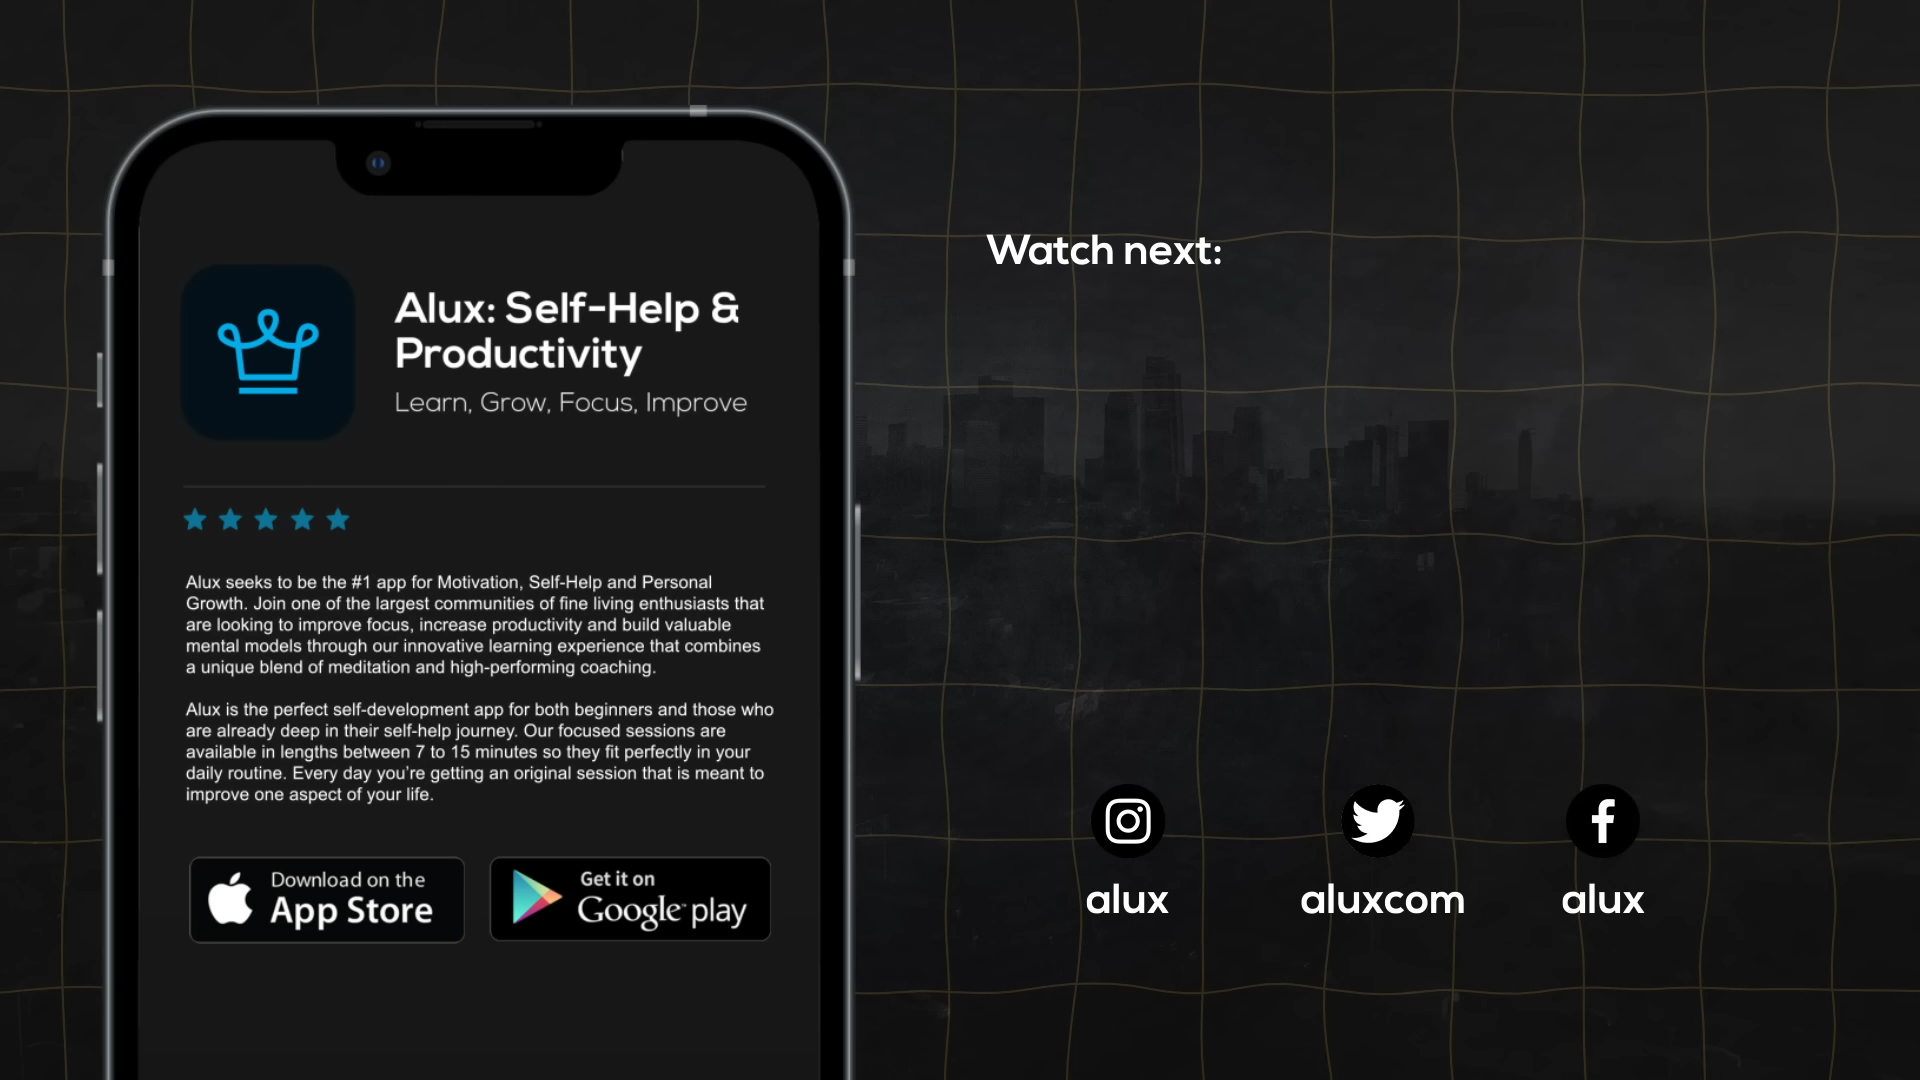 Alux: Self-Help &
Productivity
Learn, Grow, Focus, Improve
Alux seeks to be the #1 app for Motivation, Self-Help and Personal
Growth. Join one of the largest communities of fine living enthusiasts that
are looking to improve focus, increase productivity and build valuable
mental models through our innovative learning experience that combines
a unique blend of meditation and high-performing coaching.
Alux is the perfect self-development app for both beginners and those who
are already deep in their self-help journey. Our focused sessions are
available in lengths between 7 to 15 minutes so they fit perfectly in your
daily routine. Every day you're getting an original session that is meant to
improve one aspect of your life.
Download on the
App Store
Get it on
Google play
Watch next:
alux
aluxcom
alux